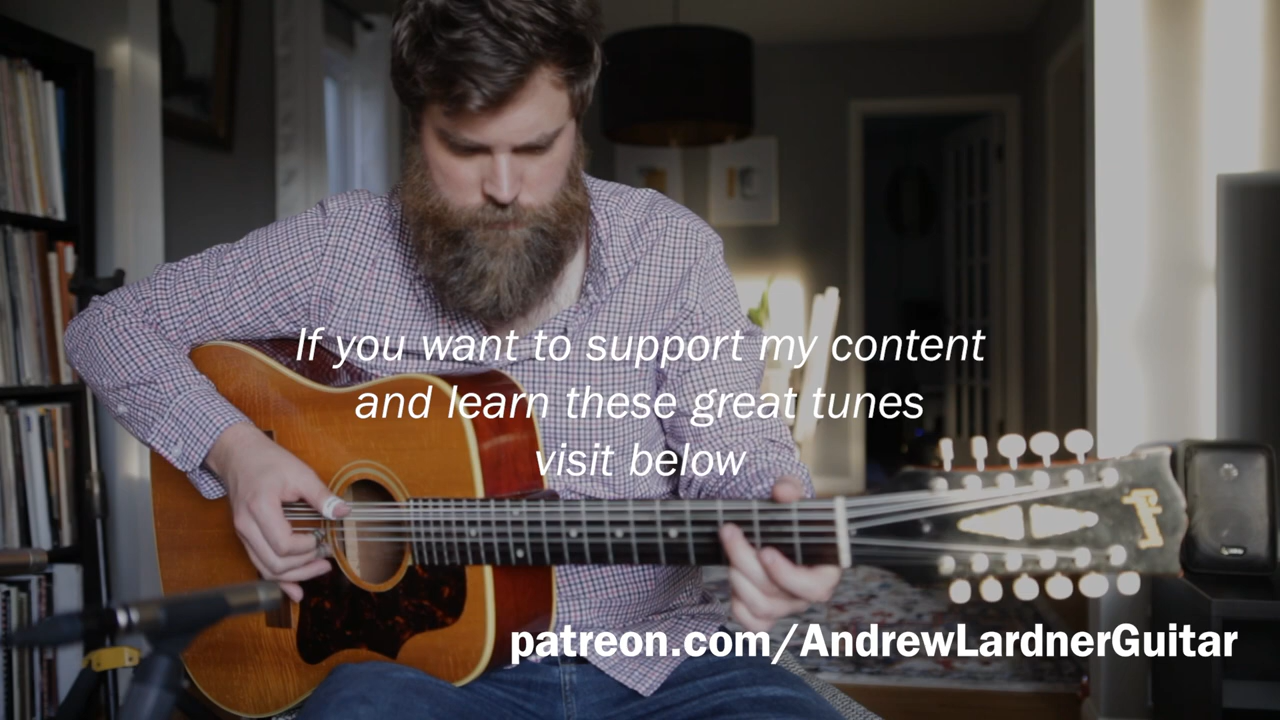 If you want to support my content
and learn these great tunes
visit below
patreon.com/AndrewLardnerGuitar